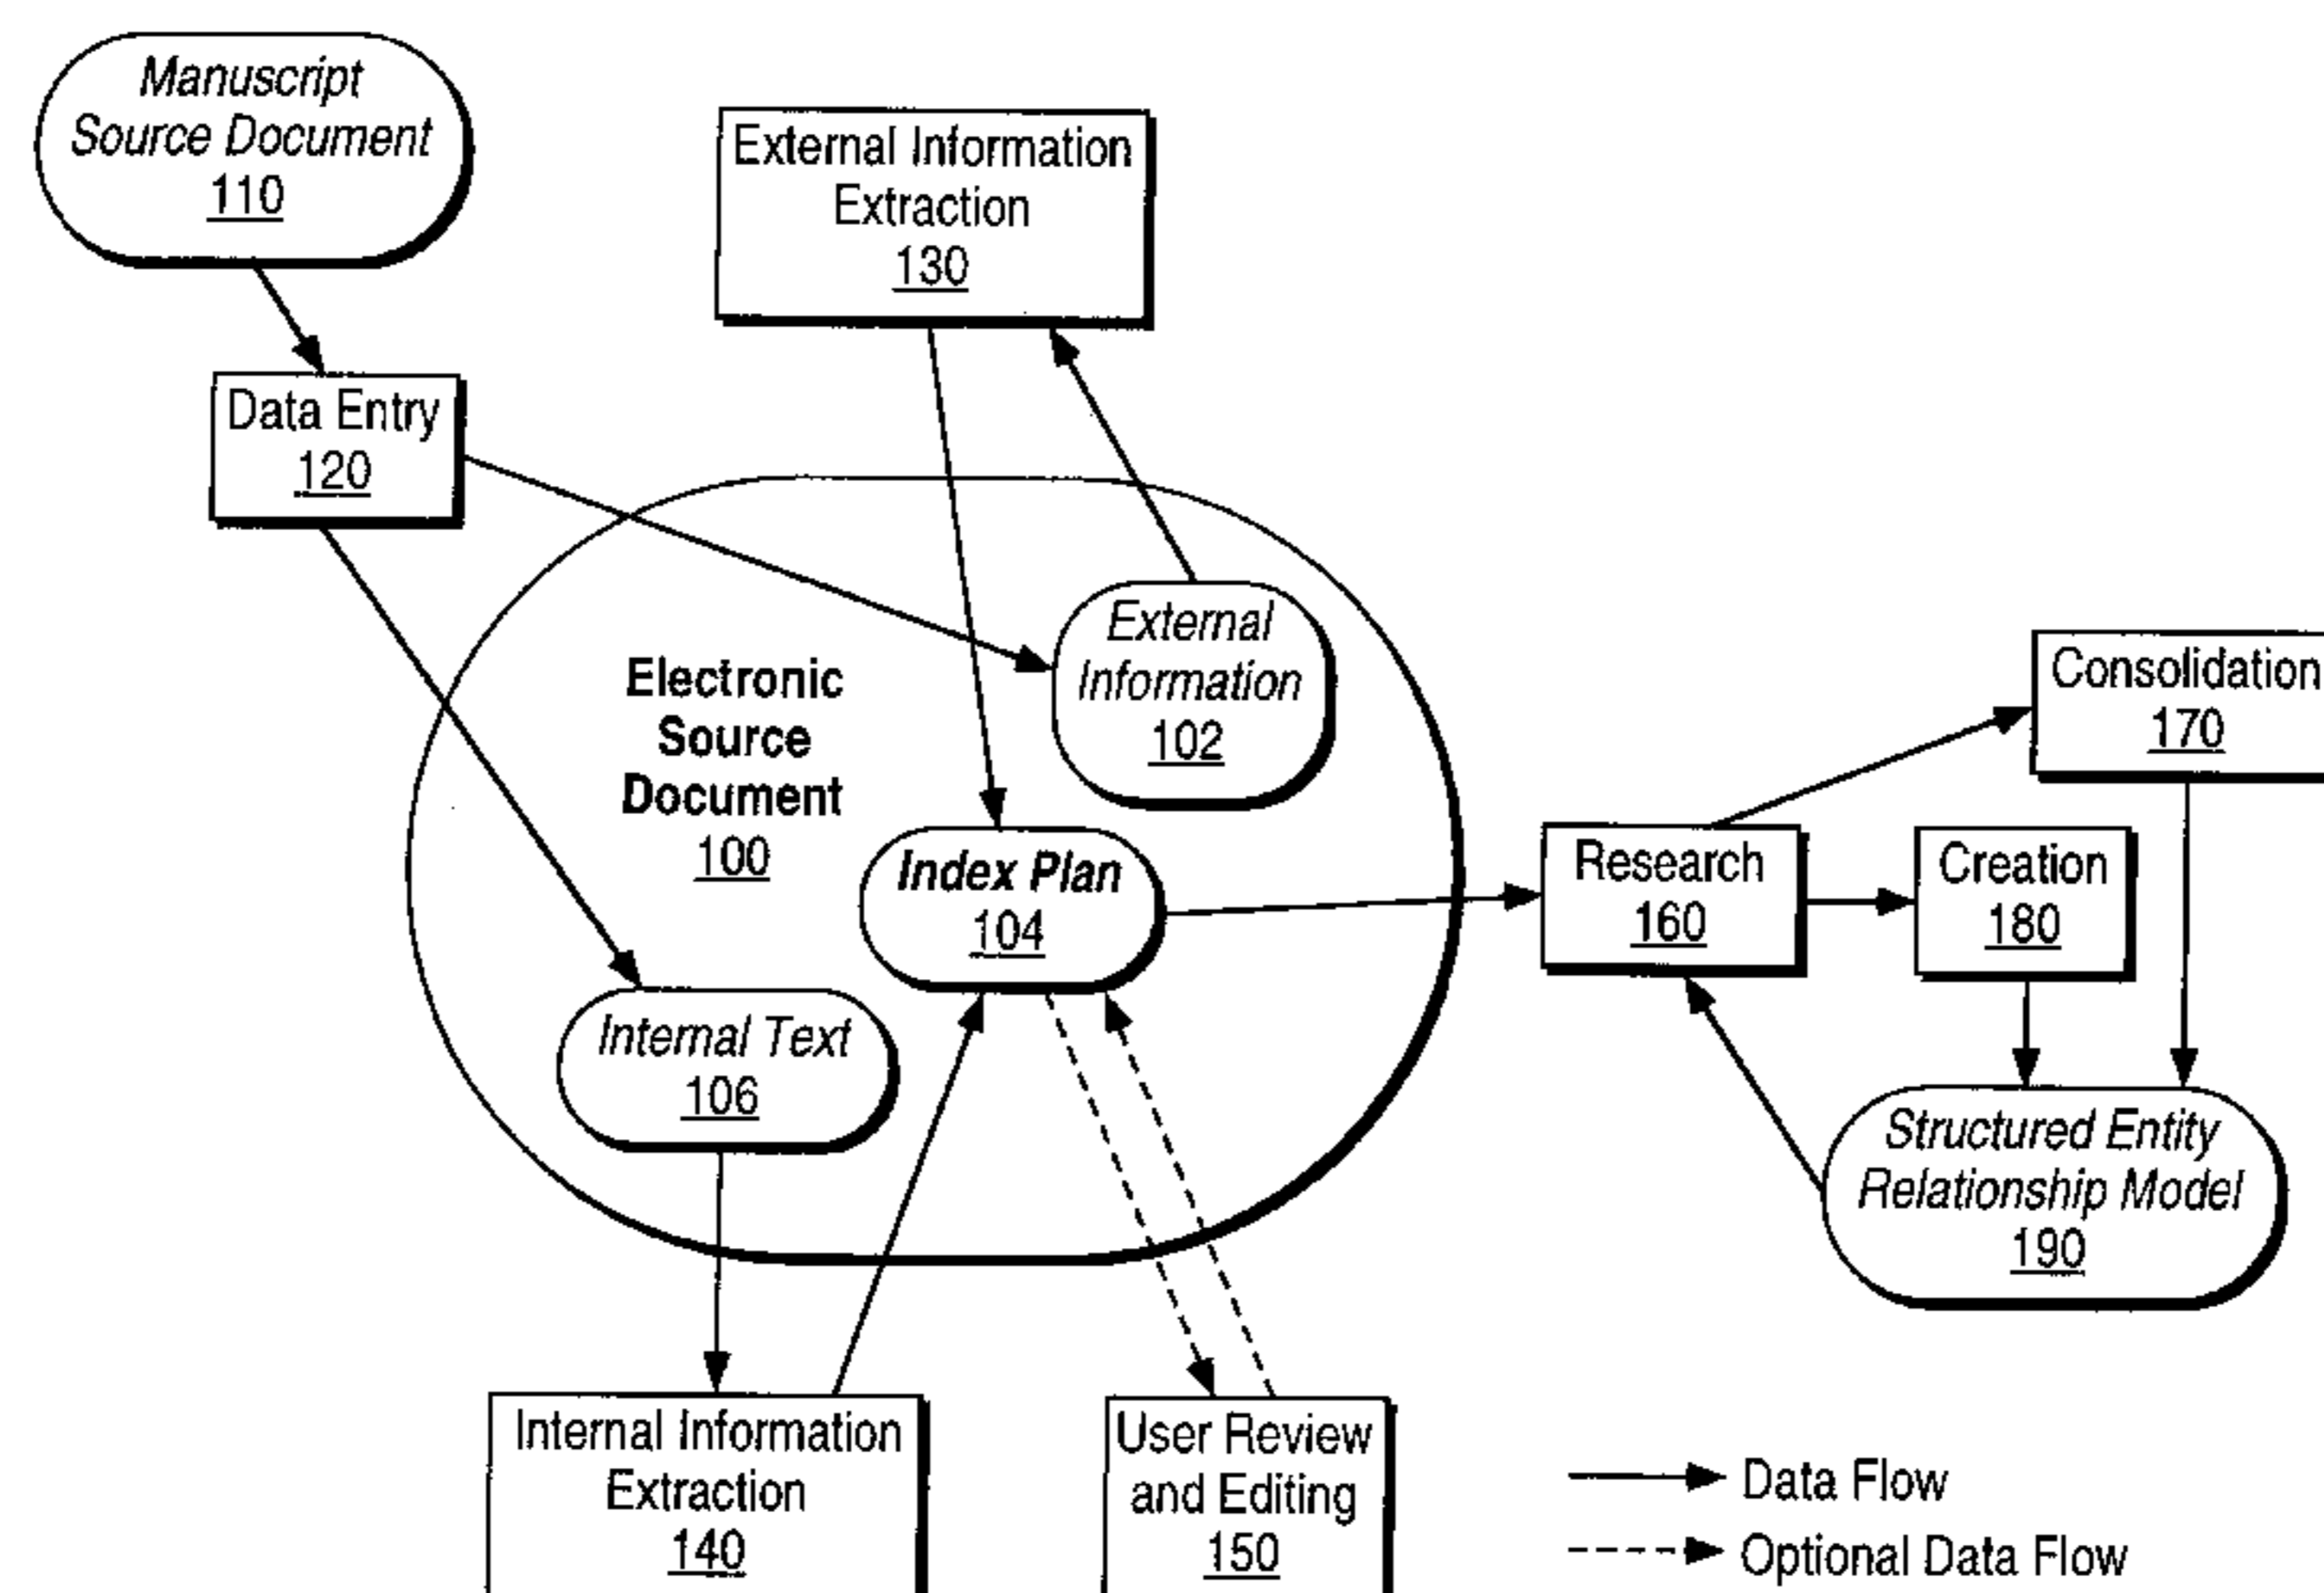 Manuscript
Source Document
110
External Information
Extraction
130
Data Entry
120
External
Information
102
Electronic
Source
Document
100
Index Plan
104
Internal Text
106
Consolidation
170
Research
160
Creation
180
Structured Entity
Relationship Model
190
Internal Information
Extraction
140
User Review
and Editing
150
Data Flow
Optional Data Flow